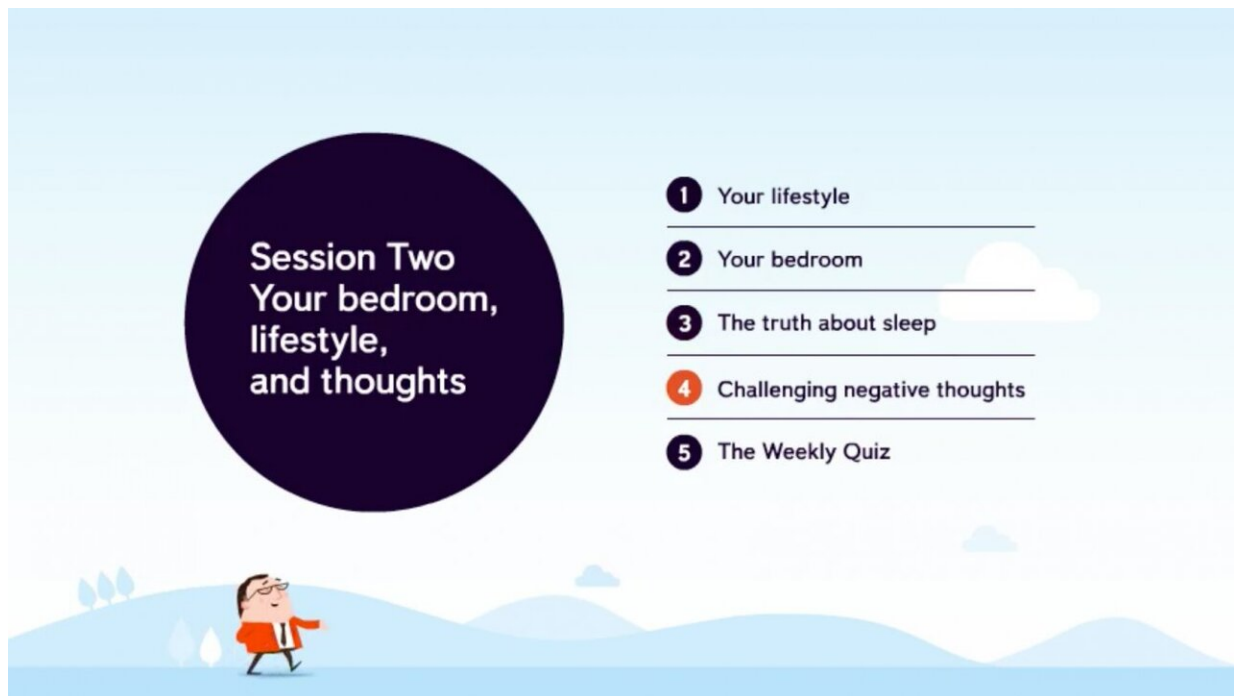 Session Two
Your bedroom,
lifestyle,
and thoughts
1 Your lifestyle
2 Your bedroom
3 The truth about sleep
4 Challenging negative thoughts
5 The Weekly Quiz